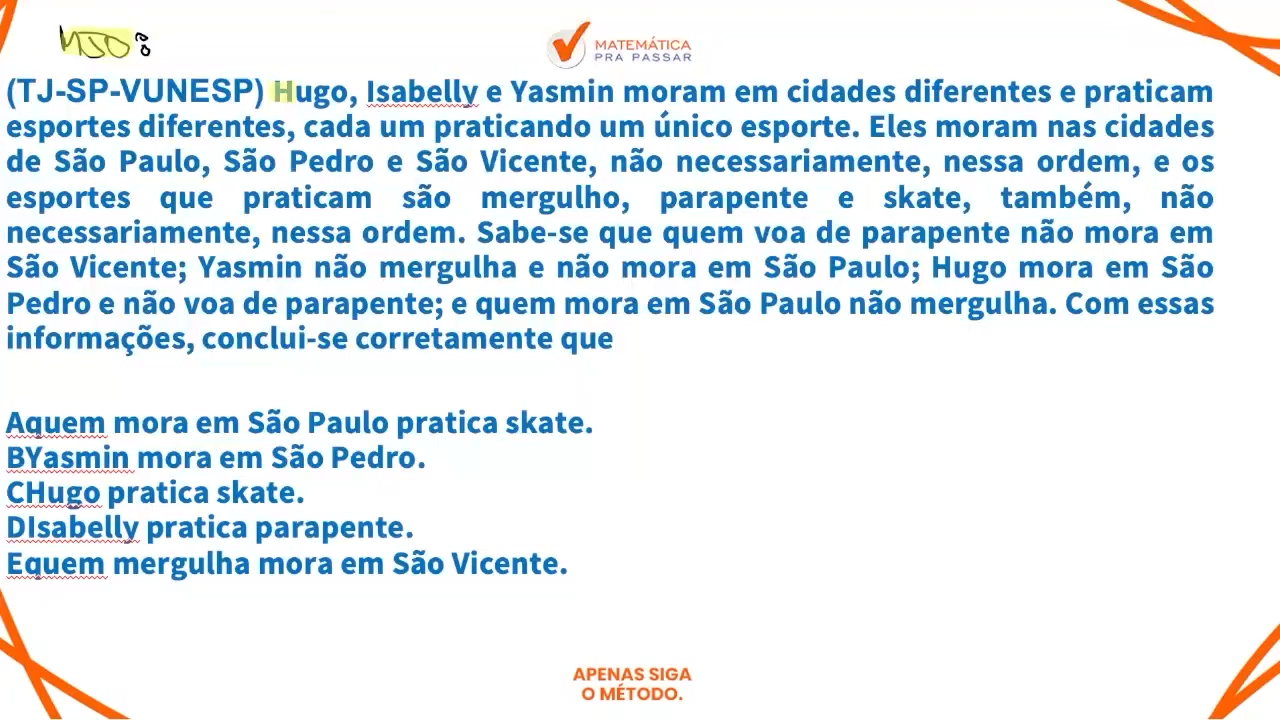 MATEMÁTICA
PRA PASSAR
(TJ-SP-VUNESP) Hugo, Isabelly e Yasmin moram em cidades diferentes e praticam
esportes diferentes, cada um praticando um único esporte. Eles moram nas cidades
de São Paulo, São Pedro e São Vicente, não necessariamente, nessa ordem, e os
esportes que praticam são mergulho, parapente e skate, também, não
necessariamente, nessa ordem. Sabe-se que quem voa de parapente não mora em
São Vicente; Yasmin não mergulha e não mora em São Paulo; Hugo mora em São
Pedro e não voa de parapente; e quem mora em São Paulo não mergulha. Com essas
informações, conclui-se corretamente que
Aquem mora em São Paulo pratica skate.
BYasmin mora em São Pedro.
CHugo pratica skate.
DIsabelly pratica parapente.
Equem mergulha mora em São Vicente.
APENAS SIGA
O MÉTODO.